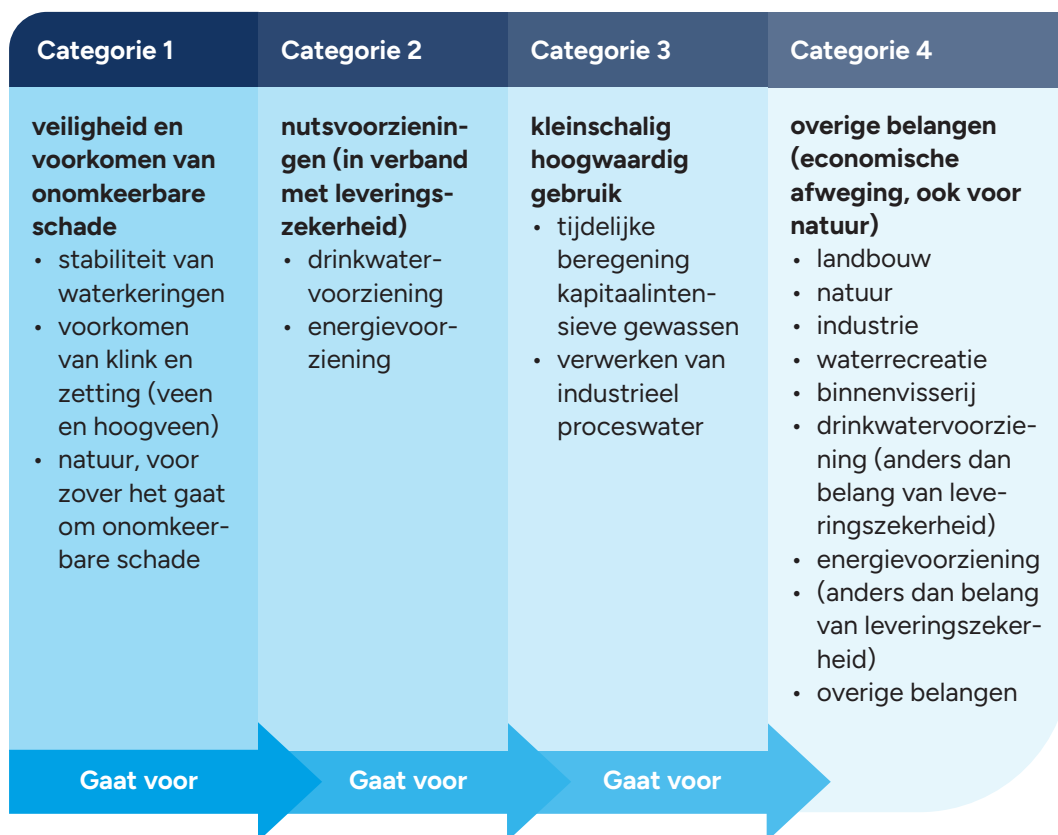 Categorie 1
veiligheid en
voorkomen van
onomkeerbare
schade
• stabiliteit van
waterkeringen
• voorkomen
van klink en
zetting (veen
en hoogveen)
• natuur, voor
zover het gaat
om onomkeer-
bare schade
Gaat voor
Categorie 2
nutsvoorzienin-
gen (in verband
met leverings-
zekerheid)
• drinkwater-
voorziening
• energievoor-
ziening
Gaat voor
Categorie 3
kleinschalig
hoogwaardig
gebruik
• tijdelijke
beregening
kapitaalinten-
sieve gewassen
• verwerken van
industrieel
proceswater
Gaat voor
Categorie 4
overige belangen
(economische
afweging, ook voor
natuur)
• landbouw
• natuur
• industrie
• waterrecreatie
• binnenvisserij
• drinkwatervoorzie-
ning (anders dan
belang van leve-
ringszekerheid)
• energievoorziening
• (anders dan belang
van leveringszeker-
heid)
• overige belangen